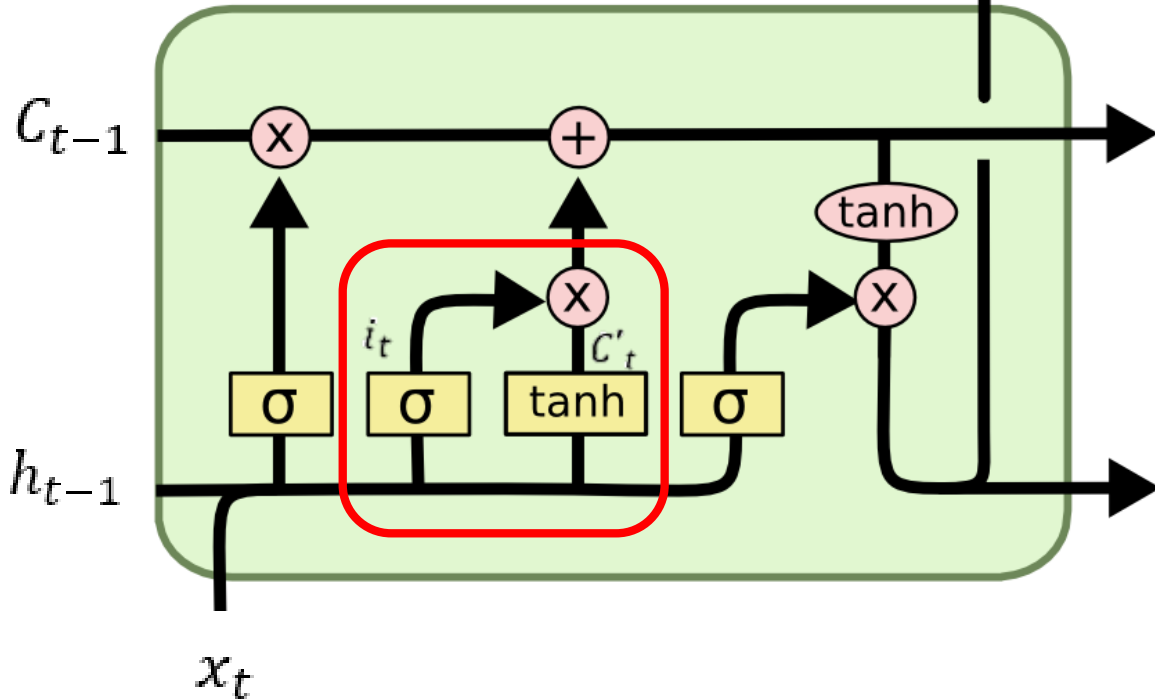 C_{t-1}
x
+
tanh
x
x
i_t
C'_t
σ
σ
tanh
σ
h_{t-1}
x_t